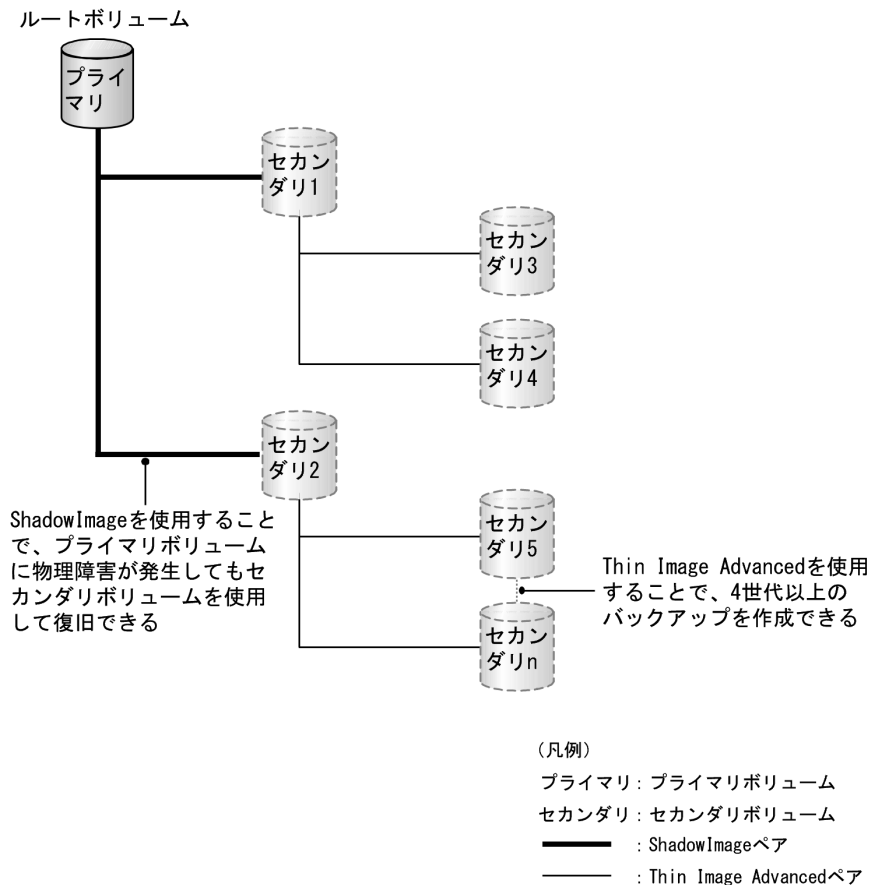 ルートボリューム
プライ
マリ
セカン
ダリ1
セカン
ダリ3
セカン
ダリ4
セカン
ダリ2
ShadowImageを使用すること
で、プライマリボリューム
に物理障害が発生してもセ
カンダリボリュームを使用
して復旧できる
セカン
ダリ5
Thin Image Advancedを使用
することで、4世代以上の
バックアップを作成できる
セカン
ダリn
(凡例)
プライマリ：プライマリボリューム
セカンダリ：セカンダリボリューム
：ShadowImageペア
：Thin Image Advancedペア